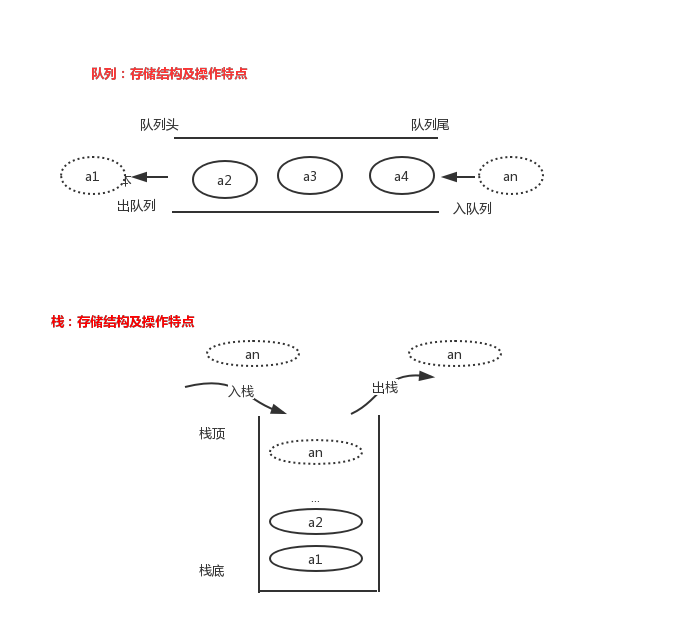 队列：存储结构及操作特点
队列头
队列尾
a1
a2
a3
a4
an
出队列
入队列
栈：存储结构及操作特点
an
an
入栈
出栈
栈顶
an
...
a2
a1
栈底